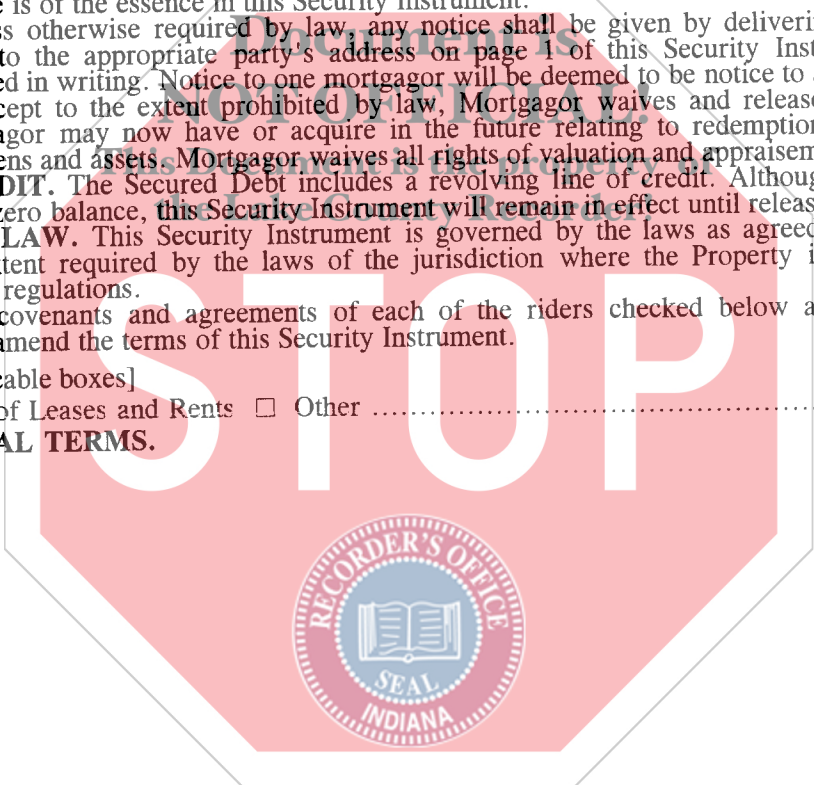 e is of the essence in this Security Instrument.
ss otherwise required by law, any notice shall be given by deliveri
to the appropriate party's address on page 1 of this Security Inst
ed in writing. Notice to one mortgagor will be deemed to be notice to
cept to the extent prohibited by law, Mortgagor waives and release
agor may now have or acquire in the future relating to redemption
ens and assets. Mortgagor waives all rights of valuation and appraisem
DIT. The Secured Debt includes a revolving line of credit. Althoug
zero balance, this Security Instrument will remain in effect until releas
LAW. This Security Instrument is governed by the laws as agreed
tent required by the laws of the jurisdiction where the Property i
regulations.
covenants and agreements of each of the riders checked below a
amend the terms of this Security Instrument.
cable boxes]
of Leases and Rents ☐ Other ....................................................
AL TERMS.
Document is
NOT OFFICIAL!
This Document is the property of
the Lake County Recorder!
STOP
RECORDER'S OFFICE
SEAL
INDIANA